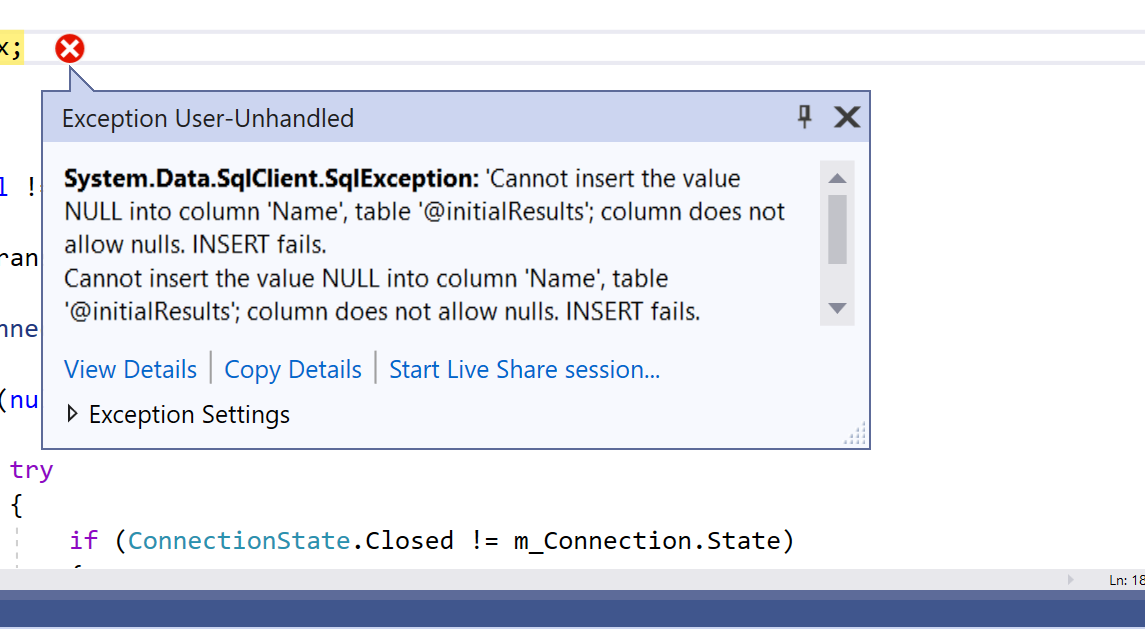 x;
Exception User-Unhandled
System.Data.SqlClient.SqlException: 'Cannot insert the value
NULL into column 'Name', table '@initialResults'; column does not
allow nulls. INSERT fails.
Cannot insert the value NULL into column 'Name', table
'@initialResults'; column does not allow nulls. INSERT fails.
l !
ran
nne
(nu
View Details | Copy Details | Start Live Share session...
Exception Settings
try
{
if (ConnectionState.Closed != m_Connection.State)
Ln: 18